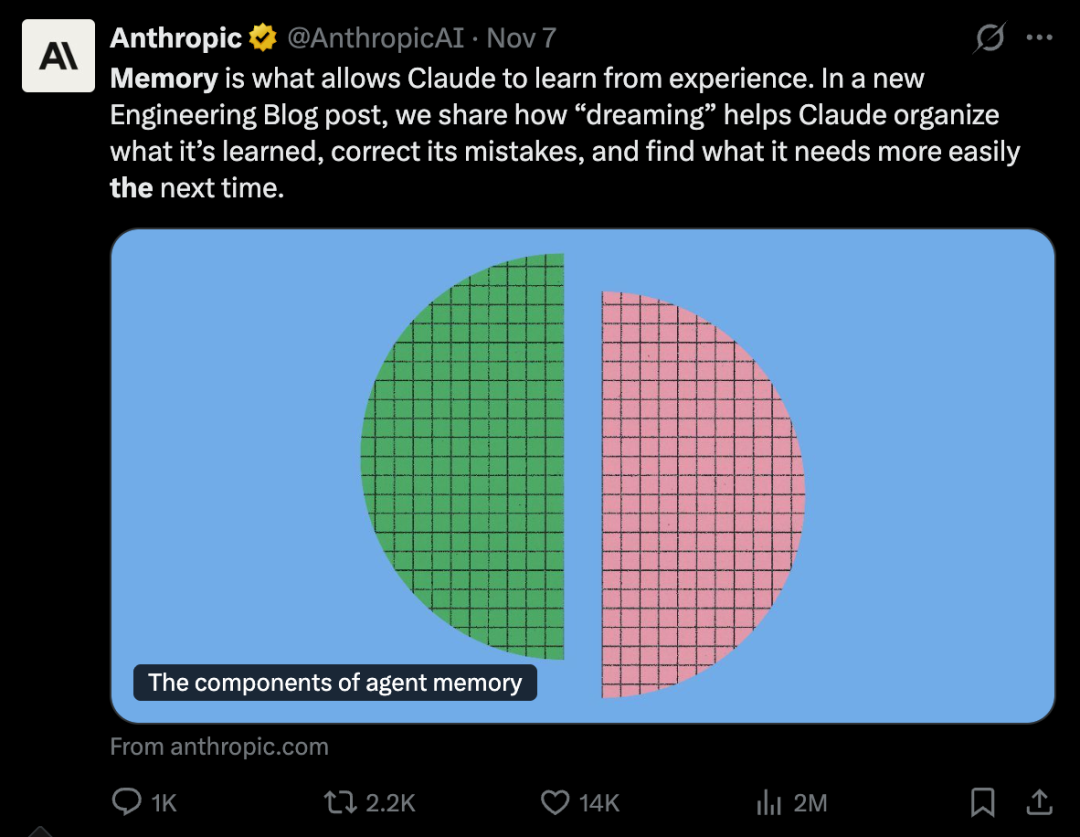 A\
Anthropic @AnthropicAI · Nov 7
Memory is what allows Claude to learn from experience. In a new
Engineering Blog post, we share how “dreaming” helps Claude organize
what it’s learned, correct its mistakes, and find what it needs more easily
the next time.
The components of agent memory
From anthropic.com
1K 2.2K 14K 2M